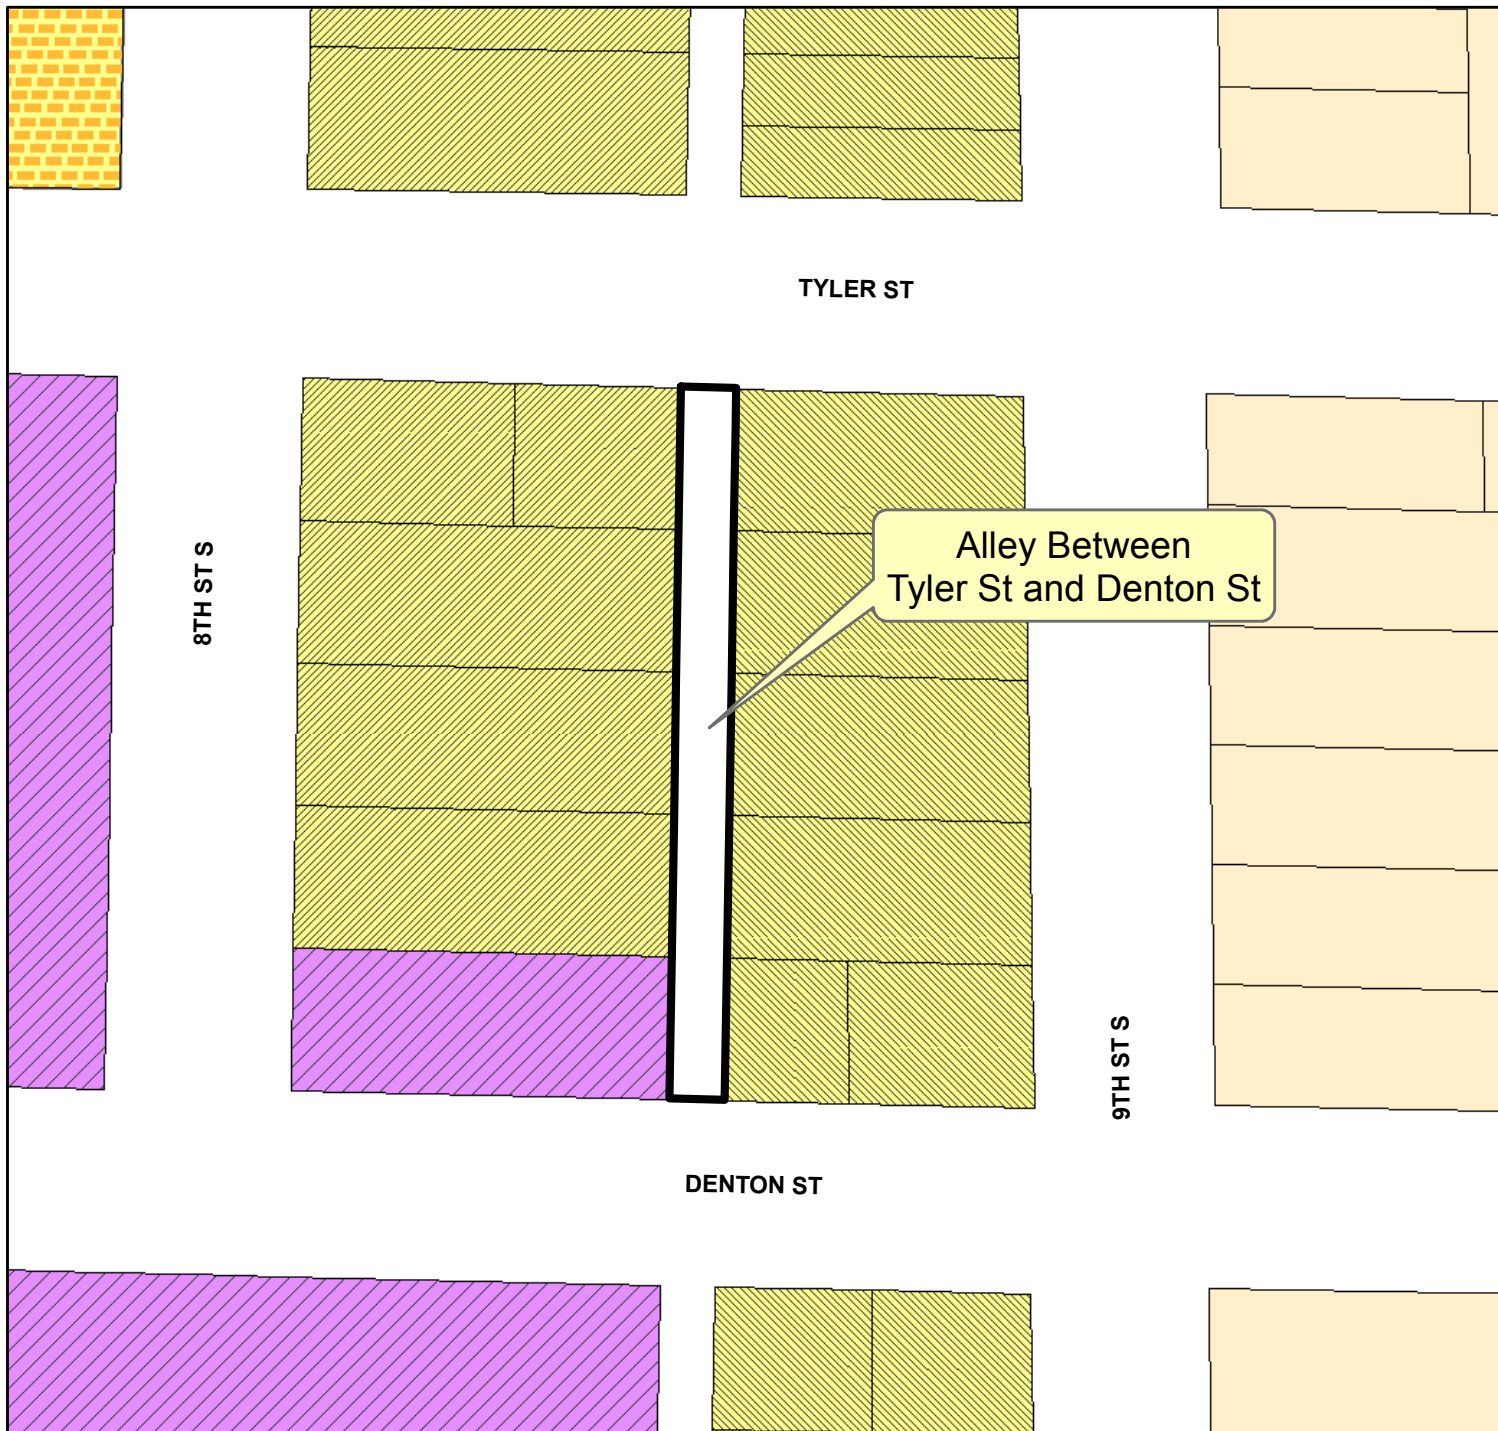 TYLER ST
Alley Between
Tyler St and Denton St
8TH ST S
9TH ST S
DENTON ST